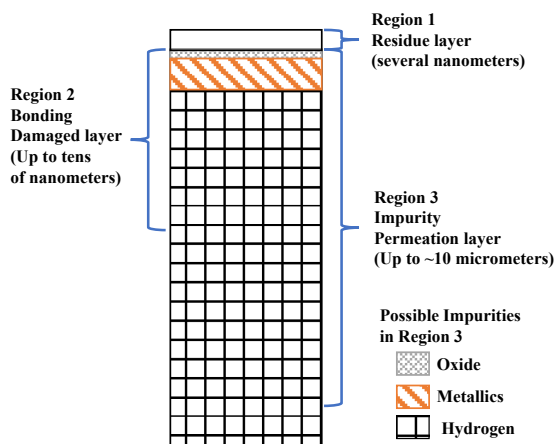 Region 1
Residue layer
(several nanometers)
Region 2
Bonding
Damaged layer
(Up to tens
of nanometers)
Region 3
Impurity
Permeation layer
(Up to ~10 micrometers)
Possible Impurities
in Region 3
Oxide
Metallics
Hydrogen